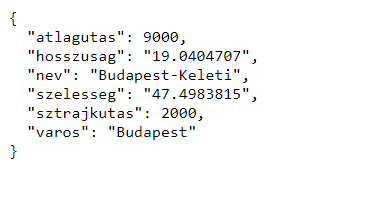 {
  "atlagutas": 9000,
  "hosszusag": "19.0404707",
  "nev": "Budapest-Keleti",
  "szelesseg": "47.4983815",
  "sztrajkutas": 2000,
  "varos": "Budapest"
}